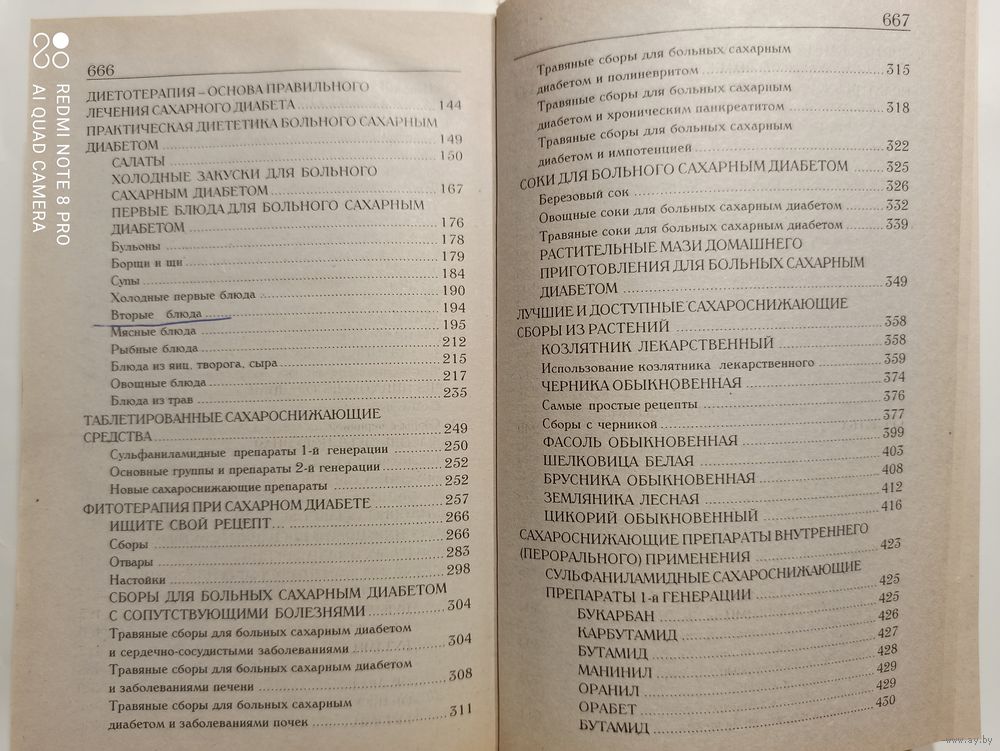 666
ДИЕТОТЕРАПИЯ – ОСНОВА ПРАВИЛЬНОГО
ЛЕЧЕНИЯ САХАРНОГО ДИАБЕТА 144
ПРАКТИЧЕСКАЯ ДИЕТЕТИКА БОЛЬНОГО САХАРНЫМ
ДИАБЕТОМ 149
САЛАТЫ 150
ХОЛОДНЫЕ ЗАКУСКИ ДЛЯ БОЛЬНОГО
САХАРНЫМ ДИАБЕТОМ 167
ПЕРВЫЕ БЛЮДА ДЛЯ БОЛЬНОГО САХАРНЫМ
ДИАБЕТОМ 176
Бульоны 178
Борщи и щи 179
Супы 184
Холодные первые блюда 190
Вторые блюда 194
Мясные блюда 195
Рыбные блюда 212
Блюда из яиц, творога, сыра 215
Овощные блюда 217
Блюда из трав 235
ТАБЛЕТИРОВАННЫЕ САХАРОСНИЖАЮЩИЕ
СРЕДСТВА 249
Сульфаниламидные препараты 1-й генерации 250
Основные группы и препараты 2-й генерации 252
Новые сахароснижающие препараты 252
ФИТОТЕРАПИЯ ПРИ САХАРНОМ ДИАБЕТЕ 257
ИЩИТЕ СВОЙ РЕЦЕПТ... 266
Сборы 266
Отвары 283
Настойки 298
СБОРЫ ДЛЯ БОЛЬНЫХ САХАРНЫМ ДИАБЕТОМ
С СОПУТСТВУЮЩИМИ БОЛЕЗНЯМИ 304
Травяные сборы для больных сахарным диабетом
и сердечно-сосудистыми заболеваниями 304
Травяные сборы для больных сахарным диабетом
и заболеваниями печени 308
Травяные сборы для больных сахарным
диабетом и заболеваниями почек 311
667
Травяные сборы для больных сахарным
диабетом и полиневритом 315
Травяные сборы для больных сахарным
диабетом и хроническим панкреатитом 318
Травяные сборы для больных сахарным
диабетом и импотенцией 322
СОКИ ДЛЯ БОЛЬНОГО САХАРНЫМ ДИАБЕТОМ 325
Березовый сок 326
Овощные соки для больных сахарным диабетом 332
Травяные соки для больных сахарным диабетом 339
РАСТИТЕЛЬНЫЕ МАЗИ ДОМАШНЕГО
ПРИГОТОВЛЕНИЯ ДЛЯ БОЛЬНЫХ САХАРНЫМ
ДИАБЕТОМ 349
ЛУЧШИЕ И ДОСТУПНЫЕ САХАРОСНИЖАЮЩИЕ
СБОРЫ ИЗ РАСТЕНИЙ 358
КОЗЛЯТНИК ЛЕКАРСТВЕННЫЙ 358
Использование козлятника лекарственного 359
ЧЕРНИКА ОБЫКНОВЕННАЯ 374
Самые простые рецепты 376
Сборы с черникой 377
ФАСОЛЬ ОБЫКНОВЕННАЯ 399
ШЕЛКОВИЦА БЕЛАЯ 403
БРУСНИКА ОБЫКНОВЕННАЯ 408
ЗЕМЛЯНИКА ЛЕСНАЯ 412
ЦИКОРИЙ ОБЫКНОВЕННЫЙ 416
САХАРОСНИЖАЮЩИЕ ПРЕПАРАТЫ ВНУТРЕННЕГО
(ПЕРОРАЛЬНОГО) ПРИМЕНЕНИЯ 423
СУЛЬФАНИЛАМИДНЫЕ САХАРОСНИЖАЮЩИЕ
ПРЕПАРАТЫ 1-й ГЕНЕРАЦИИ 425
БУКАРБАН 425
КАРБУТАМИД 426
БУТАМИД 427
МАНИНИЛ 428
ОРАНИЛ 429
ОРАБЕТ 429
БУТАМИД 430
REDMI NOTE 8 PRO
AI QUAD CAMERA
www.ay.by